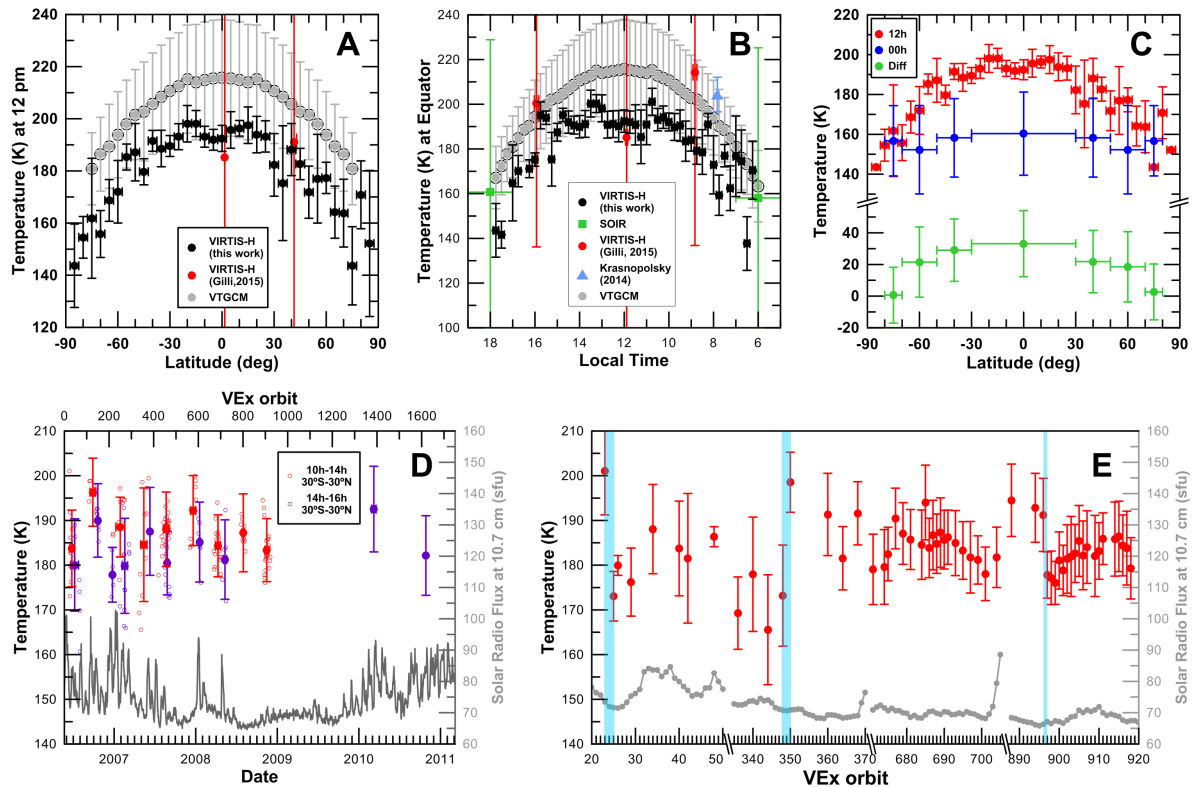 A
Temperature (K) at 12 pm
240
220
200
180
160
140
120
VIRTIS-H
(this work)
VIRTIS-H
(Gilli,2015)
VTGCM
-90 -60 -30 0 30 60 90
Latitude (deg)
B
Temperature (K) at Equator
240
220
200
180
160
140
120
100
VIRTIS-H
(this work)
SOIR
VIRTIS-H
(Gilli, 2015)
Krasnopolsky
(2014)
VTGCM
18 16 14 12 10 8 6
Local Time
C
Temperature (K)
220
200
180
160
140
40
20
0
-20
12h
00h
Diff
-90 -60 -30 0 30 60 90
Latitude (deg)
VEx orbit
0 200 400 600 800 1000 1200 1400 1600
D
Temperature (K)
210
200
190
180
170
160
150
140
10h-14h
30ºS-30ºN
14h-16h
30ºS-30ºN
160
150
140
130
120
110
100
90
80
70
60
Solar Radio Flux at 10.7 cm (sfu)
2007 2008 2009 2010 2011
Date
E
Temperature (K)
210
200
190
180
170
160
150
140
160
150
140
130
120
110
100
90
80
70
60
Solar Radio Flux at 10.7 cm (sfu)
20 30 40 50 340 350 360 370 680 690 700 890 900 910 920
VEx orbit